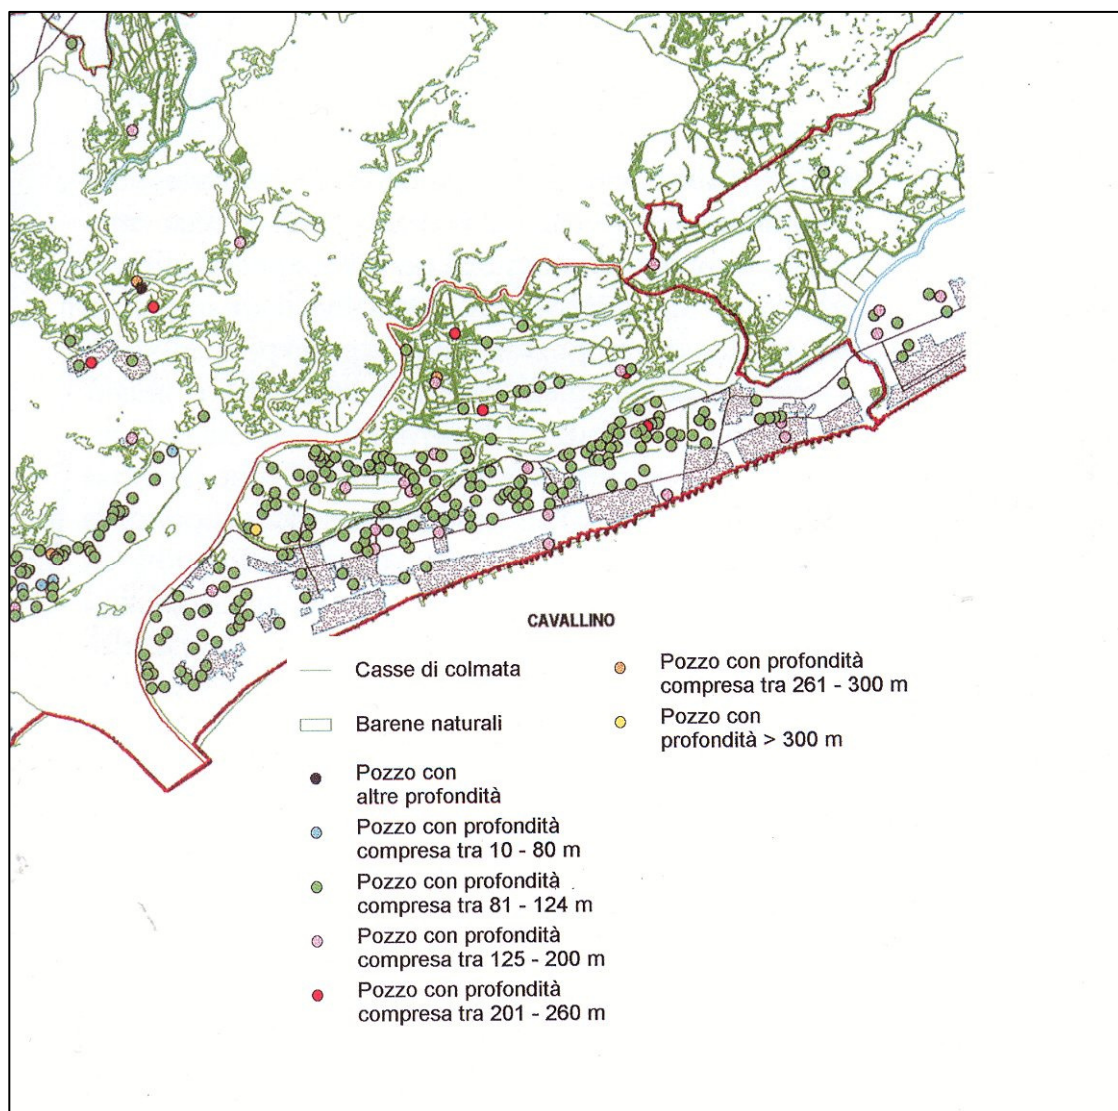 CAVALLINO
Casse di colmata
Barene naturali
Pozzo con
altre profondità
Pozzo con profondità
compresa tra 10 - 80 m
Pozzo con profondità
compresa tra 81 - 124 m
Pozzo con profondità
compresa tra 125 - 200 m
Pozzo con profondità
compresa tra 201 - 260 m
Pozzo con profondità
compresa tra 261 - 300 m
Pozzo con
profondità > 300 m